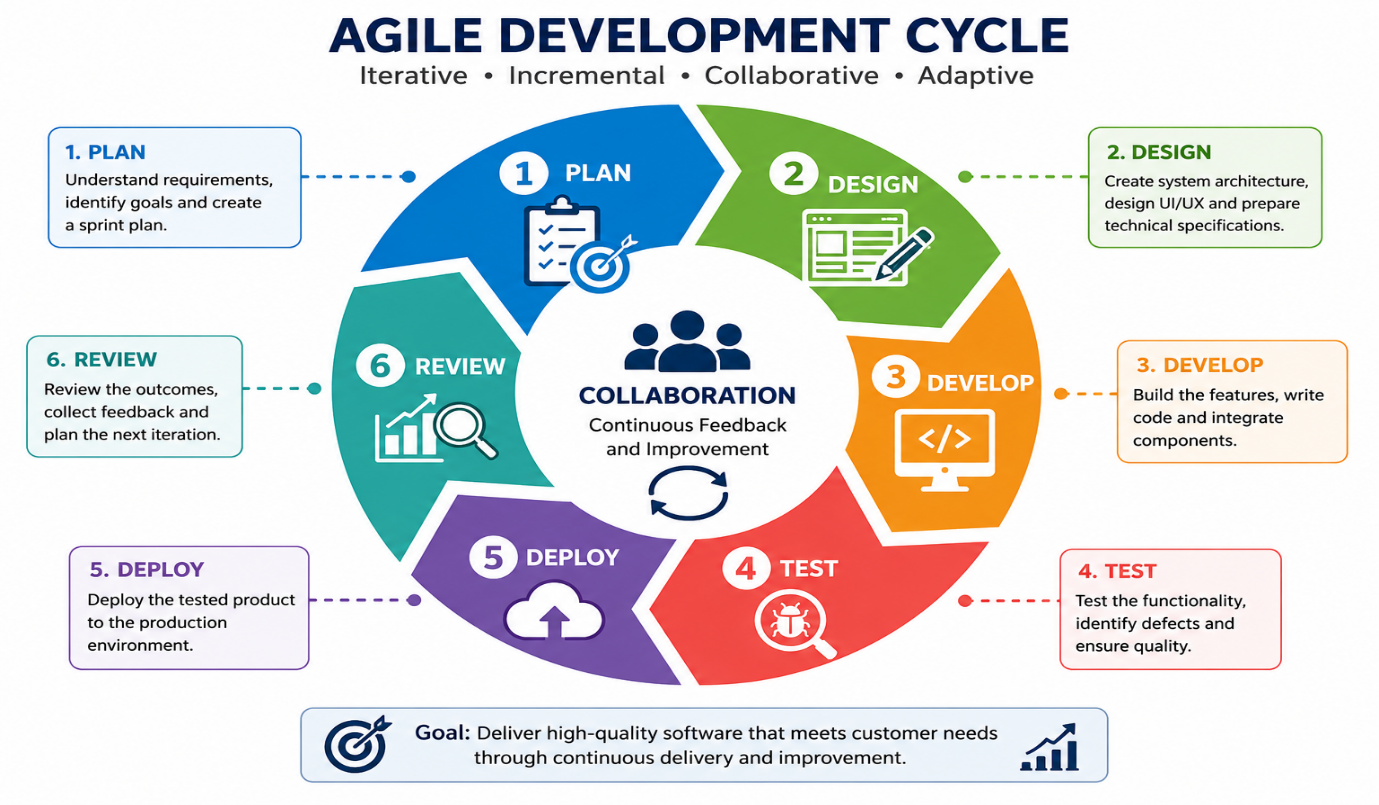 AGILE DEVELOPMENT CYCLE
Iterative • Incremental • Collaborative • Adaptive
1. PLAN
Understand requirements,
identify goals and create
a sprint plan.
1 PLAN
2 DESIGN
2. DESIGN
Create system architecture,
design UI/UX and prepare
technical specifications.
6. REVIEW
Review the outcomes,
collect feedback and
plan the next iteration.
6 REVIEW
COLLABORATION
Continuous Feedback
and Improvement
3 DEVELOP
</>
3. DEVELOP
Build the features, write
code and integrate
components.
5. DEPLOY
Deploy the tested product
to the production
environment.
5 DEPLOY
4 TEST
4. TEST
Test the functionality,
identify defects and
ensure quality.
Goal: Deliver high-quality software that meets customer needs
through continuous delivery and improvement.